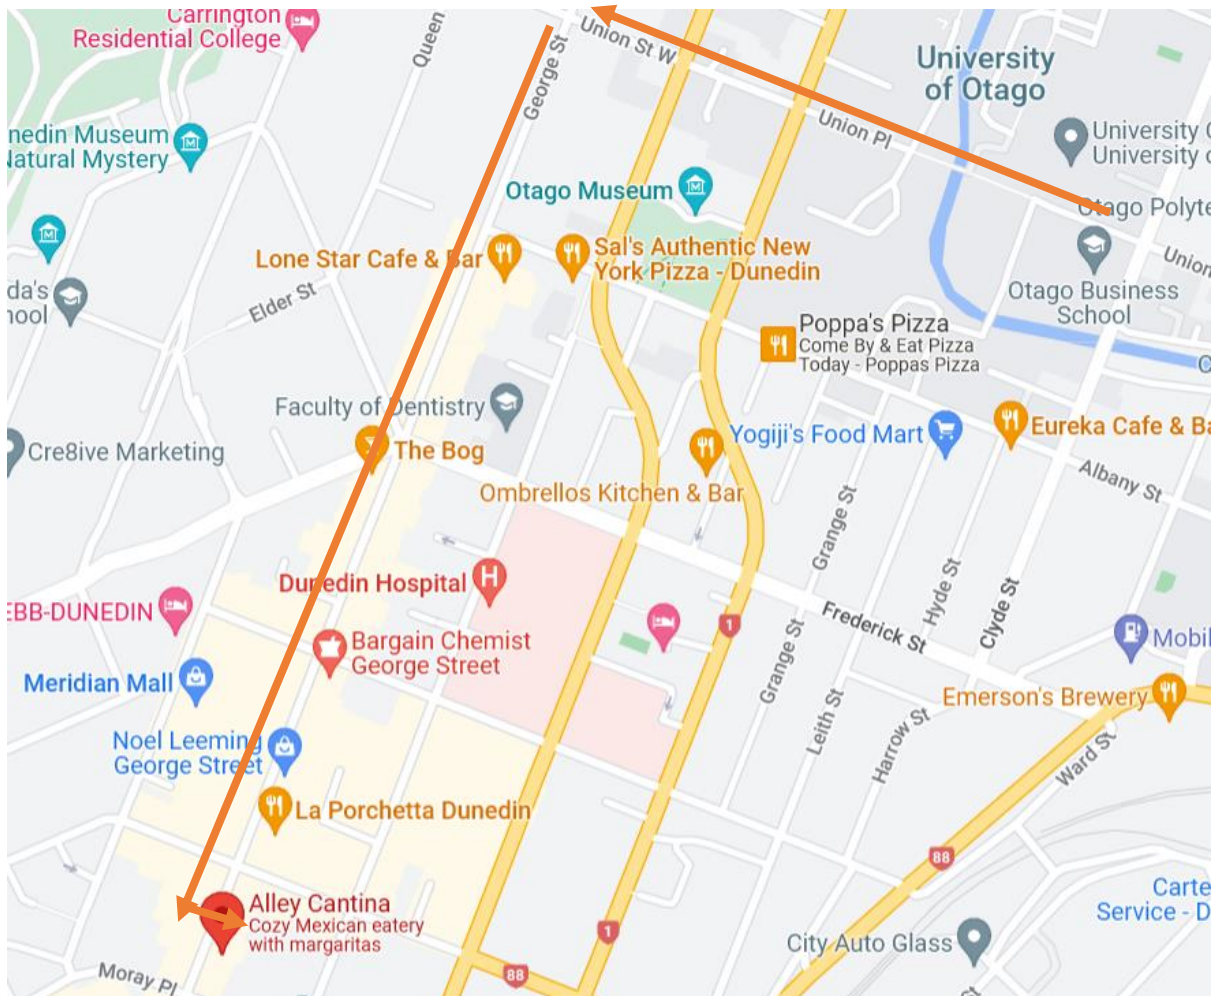 Carrington
Residential College
Queen
George St
Union St W
University
of Otago
Union Pl
University
University of
nedin Museum
Natural Mystery
Otago Museum
Otago Polyte
Union
Lone Star Cafe & Bar
Sal's Authentic New
York Pizza - Dunedin
Otago Business
School
da's
hool
Elder St
Poppa's Pizza
Come By & Eat Pizza
Today - Poppas Pizza
C
Faculty of Dentistry
The Bog
Cre8ive Marketing
Yogiji's Food Mart
Eureka Cafe & Ba
Albany St
Ombrellos Kitchen & Bar
Grange St
H
Dunedin Hospital
EBB-DUNEDIN
Hyde St
Clyde St
Frederick St
1
Mobil
Bargain Chemist
George Street
Grange St
Meridian Mall
Leith St
Harrow St
Emerson's Brewery
Ward St
Noel Leeming
George Street
La Porchetta Dunedin
88
Alley Cantina
Cozy Mexican eatery
with margaritas
Carte
Service - D
1
City Auto Glass
Moray Pl
88
St